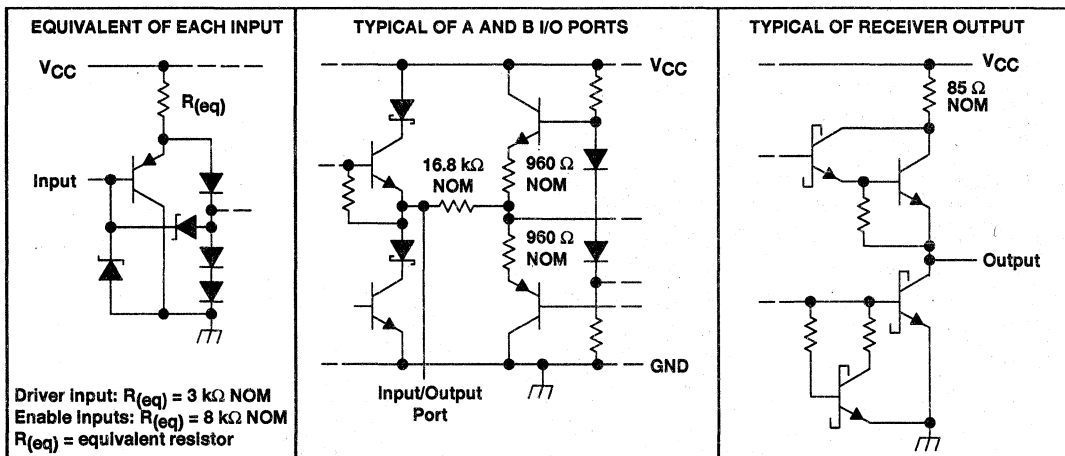 EQUIVALENT OF EACH INPUT
VCC
R(eq)
Input
Driver input: R(eq) = 3 kΩ NOM
Enable inputs: R(eq) = 8 kΩ NOM
R(eq) = equivalent resistor
TYPICAL OF A AND B I/O PORTS
VCC
16.8 kΩ
NOM
960 Ω
NOM
960 Ω
NOM
GND
Input/Output
Port
TYPICAL OF RECEIVER OUTPUT
VCC
85 Ω
NOM
Output